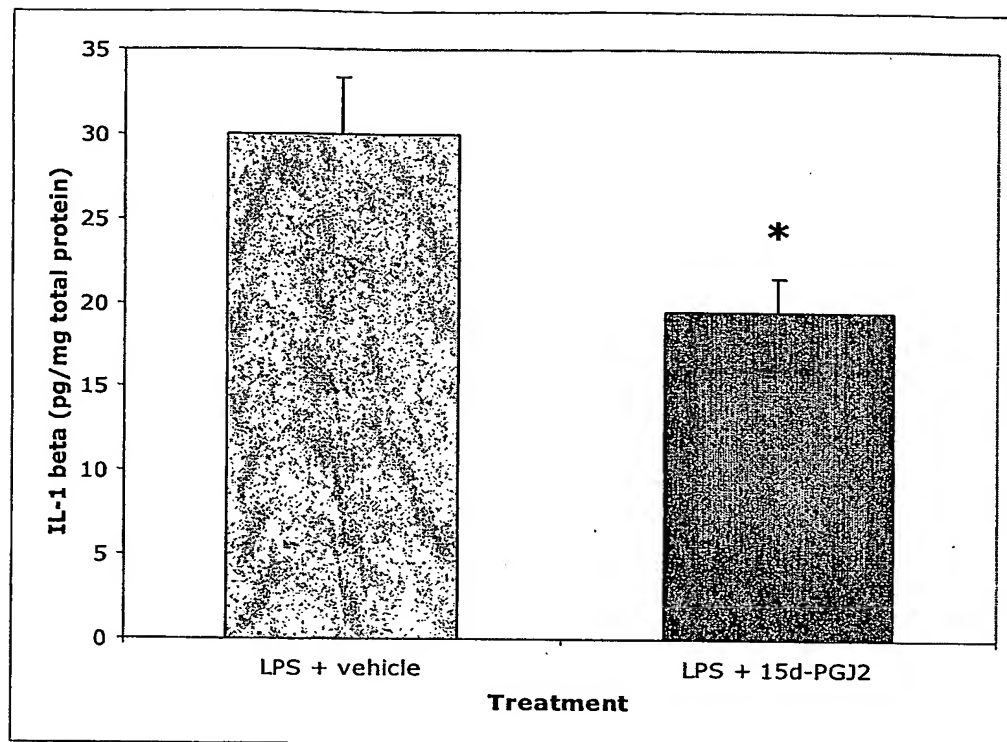 35
30
25
20
15
10
5
0
IL-1 beta (pg/mg total protein)
*
LPS + vehicle
LPS + 15d-PGJ2
Treatment